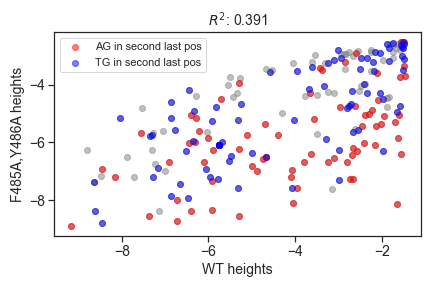 R²: 0.391
AG in second last pos
TG in second last pos
−4
−6
−8
F485A,Y486A heights
−8 −6 −4 −2
WT heights